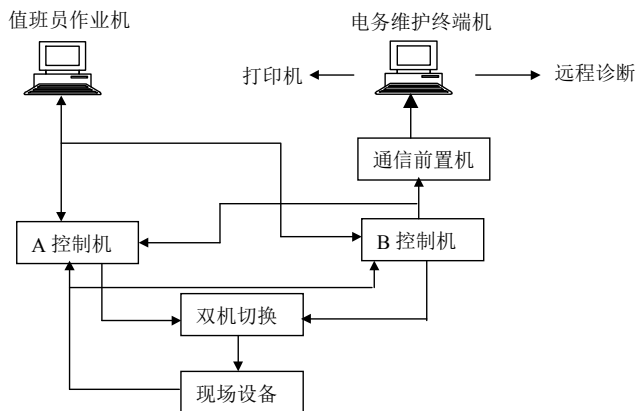 值班员作业机
电务维护终端机
打印机
远程诊断
通信前置机
A 控制机
B 控制机
双机切换
现场设备